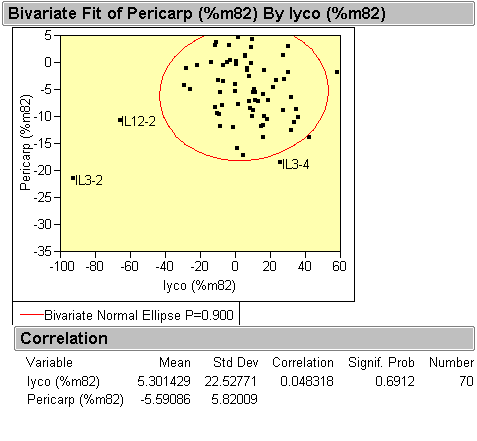 Bivariate Fit of Pericarp (%m82) By lyco (%m82)
5
0
-5
-10
-15
-20
-25
-30
-35
Pericarp (%m82)
IL12-2
IL3-2
IL3-4
-100 -80 -60 -40 -20 0 20 40 60
lyco (%m82)
Bivariate Normal Ellipse P=0.900
Correlation
Variable Mean Std Dev Correlation Signif. Prob Number
lyco (%m82) 5.301429 22.52771 0.048318 0.6912 70
Pericarp (%m82) -5.59086 5.82009